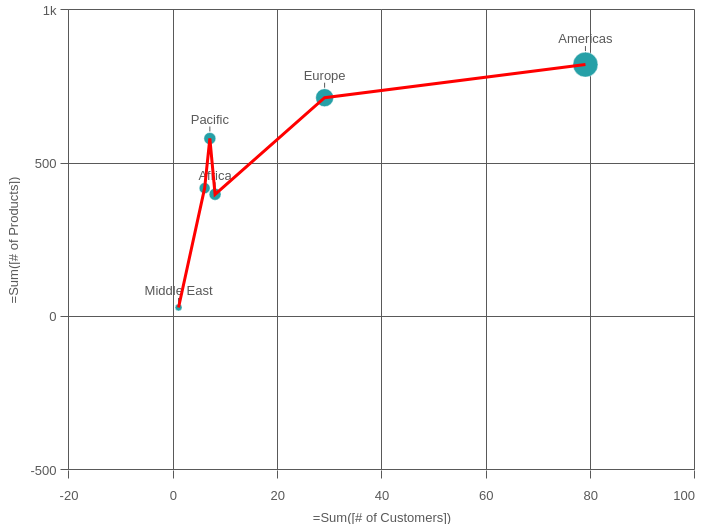 1k
500
0
-500
-20
0
20
40
60
80
100
=Sum([# of Products])
=Sum([# of Customers])
Americas
Europe
Pacific
Africa
Middle East